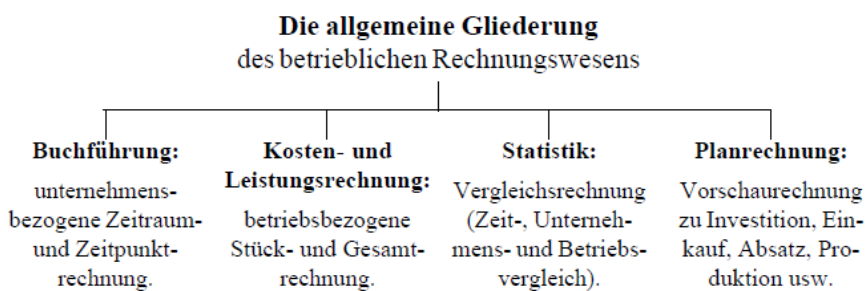 Die allgemeine Gliederung
des betrieblichen Rechnungswesens
Buchführung:
unternehmens-
bezogene Zeitraum-
und Zeitpunkt-
rechnung.
Kosten- und
Leistungsrechnung:
betriebsbezogene
Stück- und Gesamt-
rechnung.
Statistik:
Vergleichsrechnung
(Zeit-, Unterneh-
mens- und Betriebs-
vergleich).
Planrechnung:
Vorschaurechnung
zu Investition, Ein-
kauf, Absatz, Pro-
duktion usw.